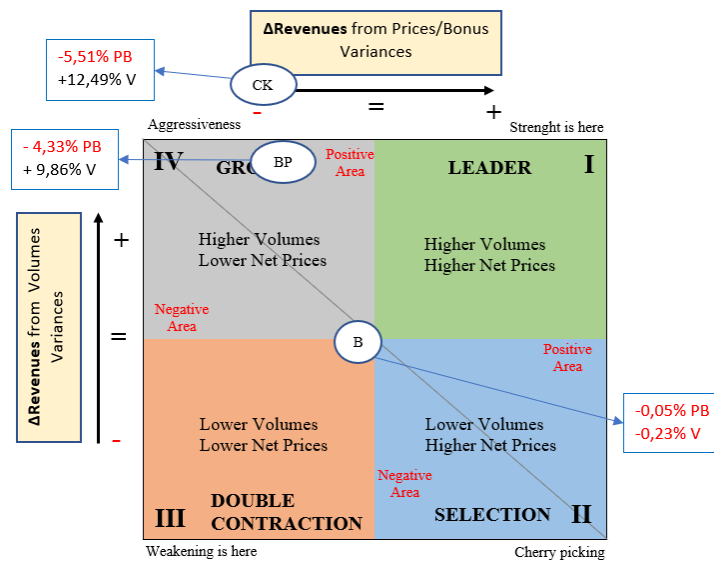 ΔRevenues from Prices/Bonus
Variances
-5,51% PB
+12,49% V
CK
- = +
Aggressiveness
Strenght is here
- 4,33% PB
+ 9,86% V
IV
GRO
BP
Positive
Area
LEADER
I
ΔRevenues from Volumes
Variances
+
=
-
Higher Volumes
Lower Net Prices
Higher Volumes
Higher Net Prices
Negative
Area
B
Positive
Area
-0,05% PB
-0,23% V
Lower Volumes
Lower Net Prices
Lower Volumes
Higher Net Prices
Negative
Area
III
DOUBLE
CONTRACTION
SELECTION
II
Weakening is here
Cherry picking